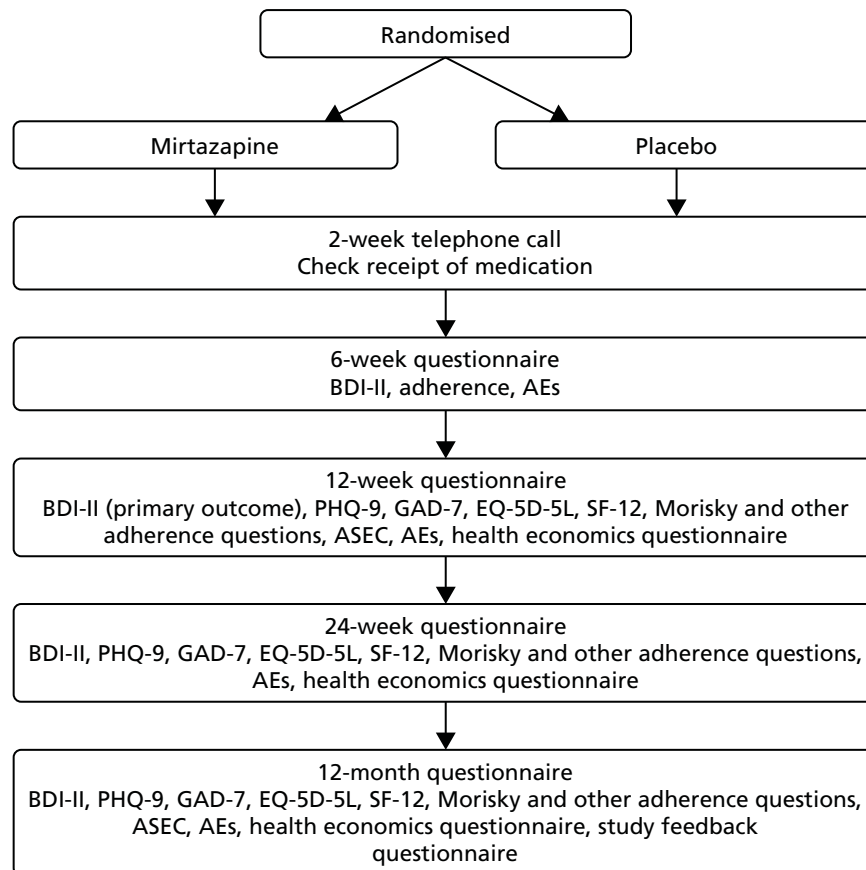 Randomised
Mirtazapine
Placebo
2-week telephone call
Check receipt of medication
6-week questionnaire
BDI-II, adherence, AEs
12-week questionnaire
BDI-II (primary outcome), PHQ-9, GAD-7, EQ-5D-5L, SF-12, Morisky and other
adherence questions, ASEC, AEs, health economics questionnaire
24-week questionnaire
BDI-II, PHQ-9, GAD-7, EQ-5D-5L, SF-12, Morisky and other adherence questions,
AEs, health economics questionnaire
12-month questionnaire
BDI-II, PHQ-9, GAD-7, EQ-5D-5L, SF-12, Morisky and other adherence questions,
ASEC, AEs, health economics questionnaire, study feedback
questionnaire